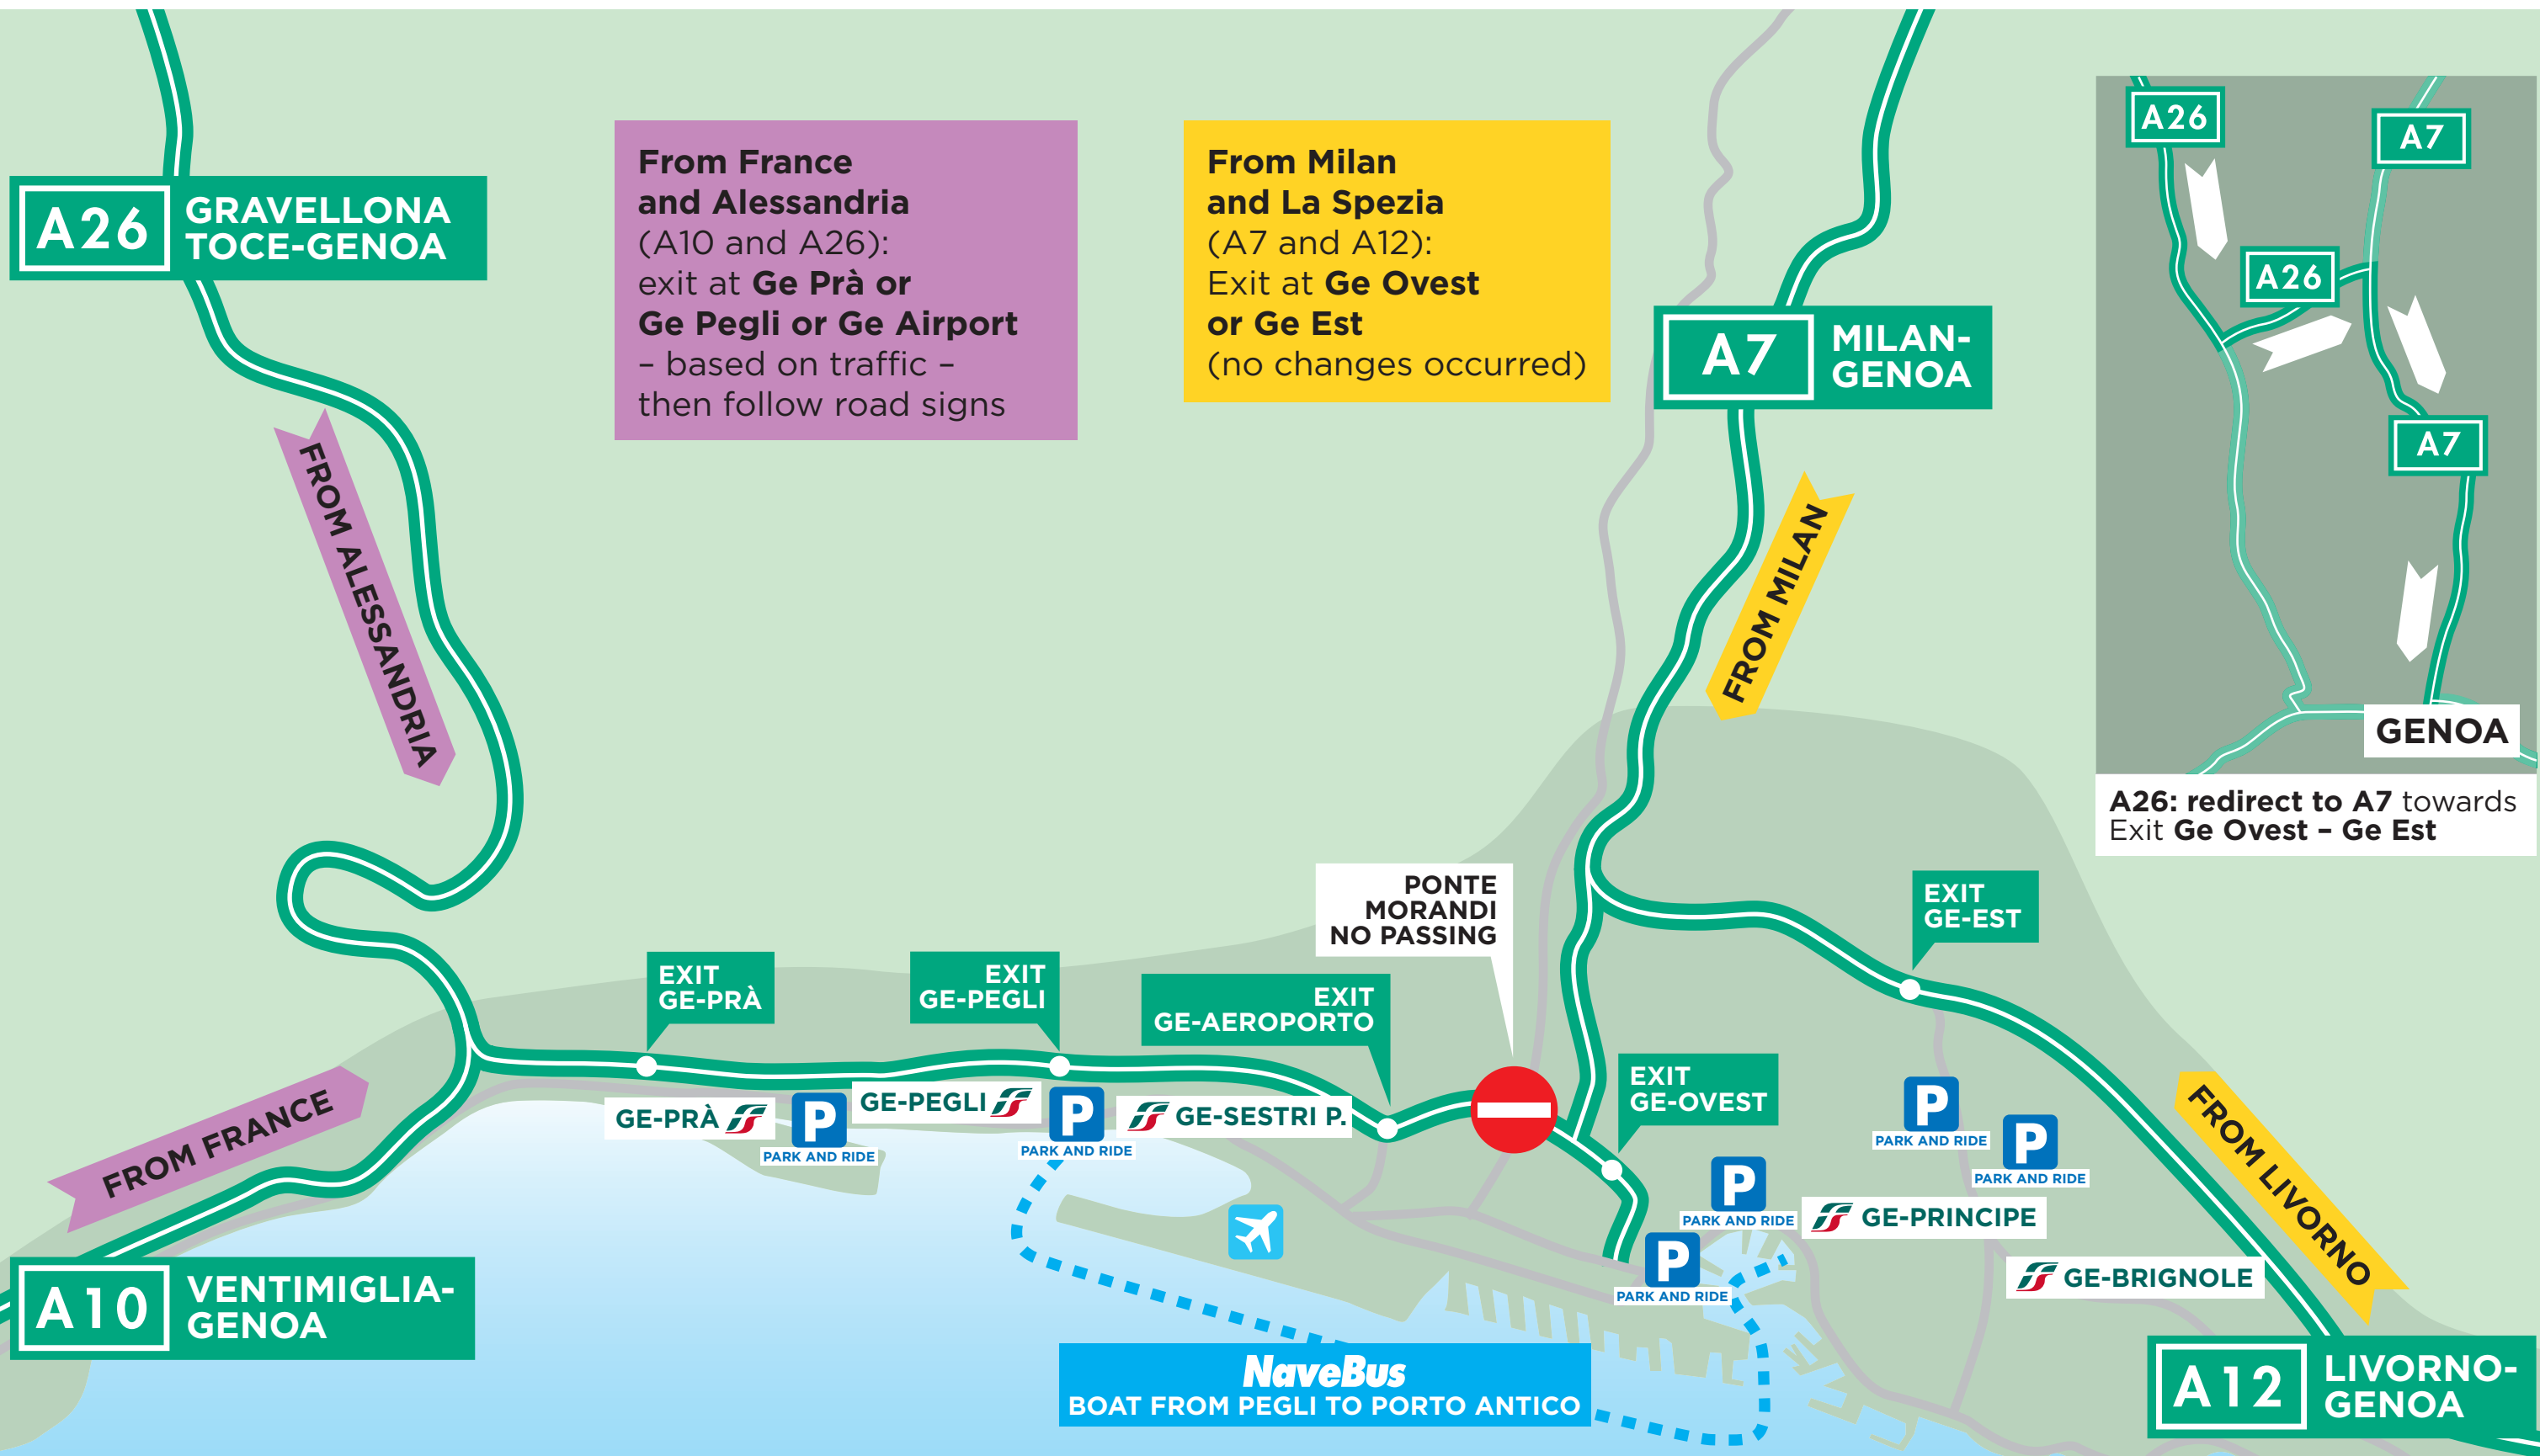 A26
GRAVELLONA
TOCE-GENOA
From France
and Alessandria
(A10 and A26):
exit at Ge Prà or
Ge Pegli or Ge Airport
– based on traffic –
then follow road signs
From Milan
and La Spezia
(A7 and A12):
Exit at Ge Ovest
or Ge Est
(no changes occurred)
A7
MILAN-
GENOA
A26
A7
A26
A7
GENOA
A26: redirect to A7 towards
Exit Ge Ovest – Ge Est
FROM ALESSANDRIA
FROM MILAN
PONTE
MORANDI
NO PASSING
EXIT
GE-EST
EXIT
GE-PRÀ
EXIT
GE-PEGLI
EXIT
GE-AEROPORTO
EXIT
GE-OVEST
FROM FRANCE
GE-PRÀ
P
PARK AND RIDE
GE-PEGLI
P
PARK AND RIDE
GE-SESTRI P.
P
PARK AND RIDE
P
PARK AND RIDE
P
PARK AND RIDE
GE-PRINCIPE
P
PARK AND RIDE
GE-BRIGNOLE
FROM LIVORNO
A10
VENTIMIGLIA-
GENOA
NaveBus
BOAT FROM PEGLI TO PORTO ANTICO
A12
LIVORNO-
GENOA